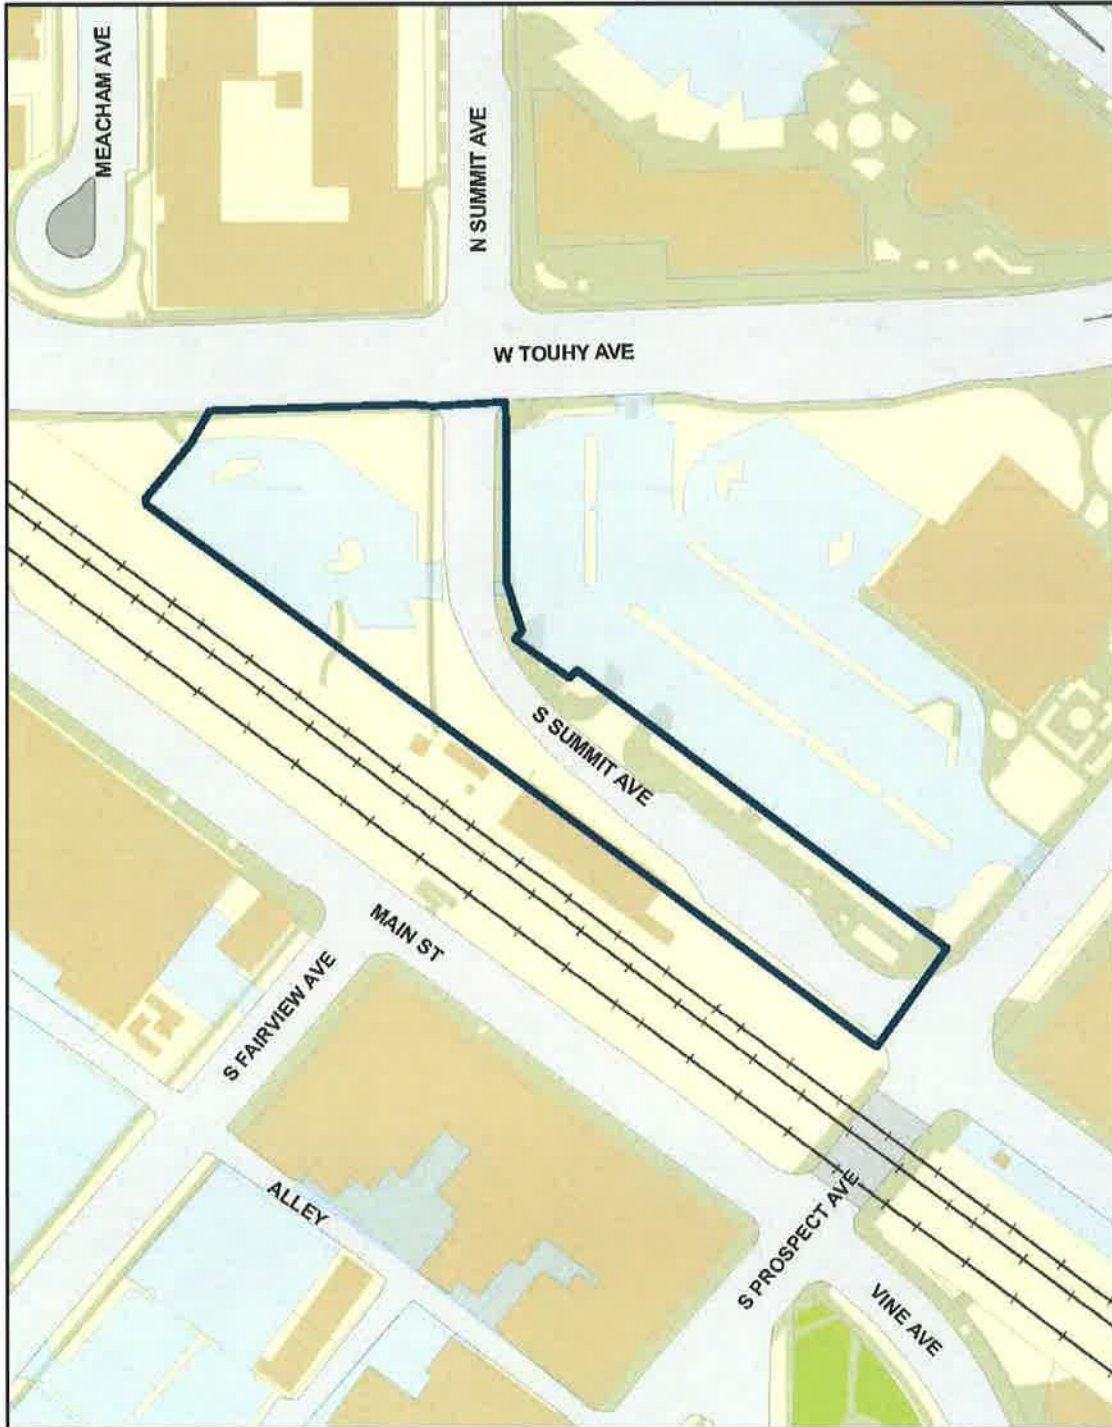 MEACHAM AVE
N SUMMIT AVE
W TOUHY AVE
S SUMMIT AVE
MAIN ST
S FAIRVIEW AVE
ALLEY
S PROSPECT AVE
VINE AVE